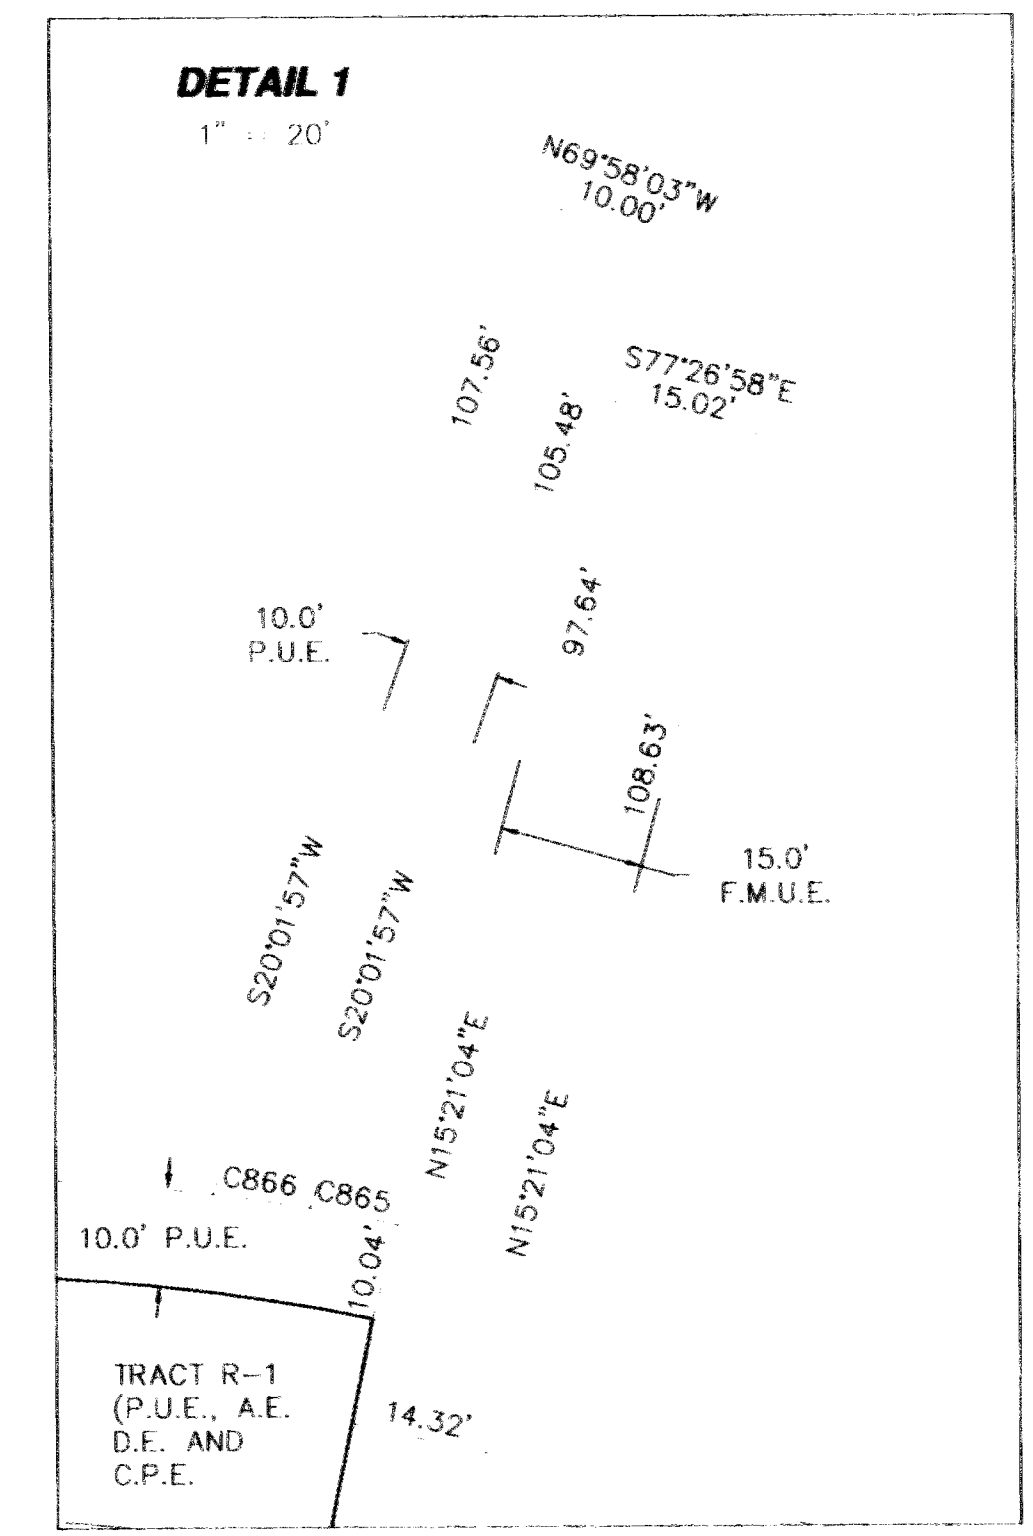 DETAIL 1
1" = 20'
N69°58'03"W
10.00'
107.56'
S77°26'58"E
15.02'
105.48'
97.64'
10.0'
P.U.E.
108.63'
15.0'
F.M.U.E.
S20°01'57"W
S20°01'57"W
N15°21'04"E
N15°21'04"E
C866 C865
10.0' P.U.E.
10.04'
TRACT R-1
(P.U.E., A.E.
D.E. AND
C.P.E.
14.32'